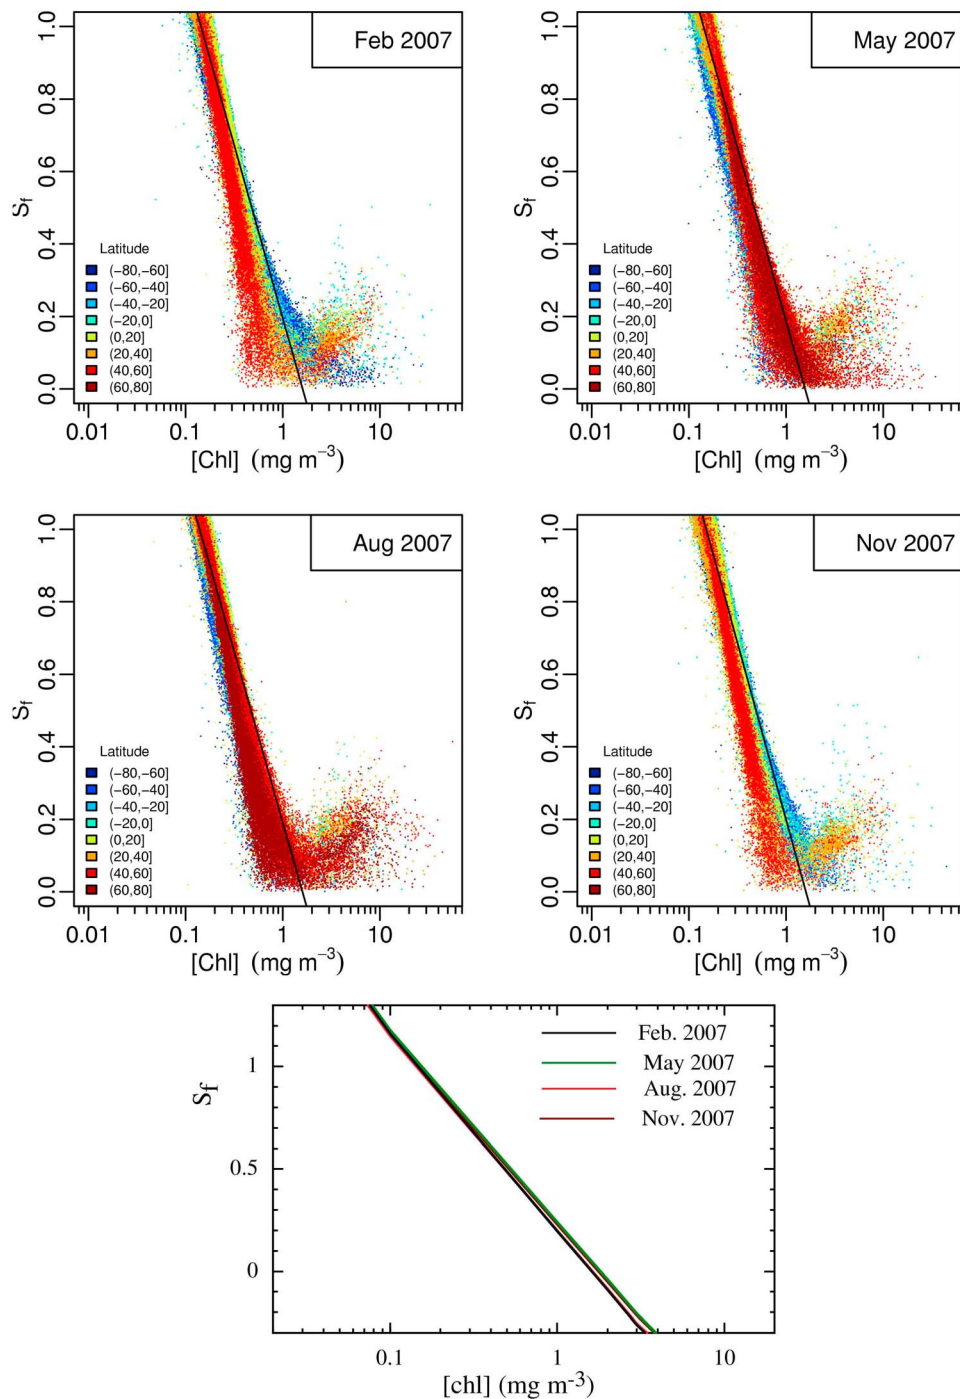 Feb 2007
S_f
1.0
0.8
0.6
0.4
0.2
0.0
Latitude
(−80,−60]
(−60,−40]
(−40,−20]
(−20,0]
(0,20]
(20,40]
(40,60]
(60,80]
0.01 0.1 1 10
[Chl] (mg m⁻³)
May 2007
S_f
1.0
0.8
0.6
0.4
0.2
0.0
Latitude
(−80,−60]
(−60,−40]
(−40,−20]
(−20,0]
(0,20]
(20,40]
(40,60]
(60,80]
0.01 0.1 1 10
[Chl] (mg m⁻³)
Aug 2007
S_f
1.0
0.8
0.6
0.4
0.2
0.0
Latitude
(−80,−60]
(−60,−40]
(−40,−20]
(−20,0]
(0,20]
(20,40]
(40,60]
(60,80]
0.01 0.1 1 10
[Chl] (mg m⁻³)
Nov 2007
S_f
1.0
0.8
0.6
0.4
0.2
0.0
Latitude
(−80,−60]
(−60,−40]
(−40,−20]
(−20,0]
(0,20]
(20,40]
(40,60]
(60,80]
0.01 0.1 1 10
[Chl] (mg m⁻³)
Feb. 2007
May 2007
Aug. 2007
Nov. 2007
S_f
1
0.5
0
0.1 1 10
[chl] (mg m⁻³)